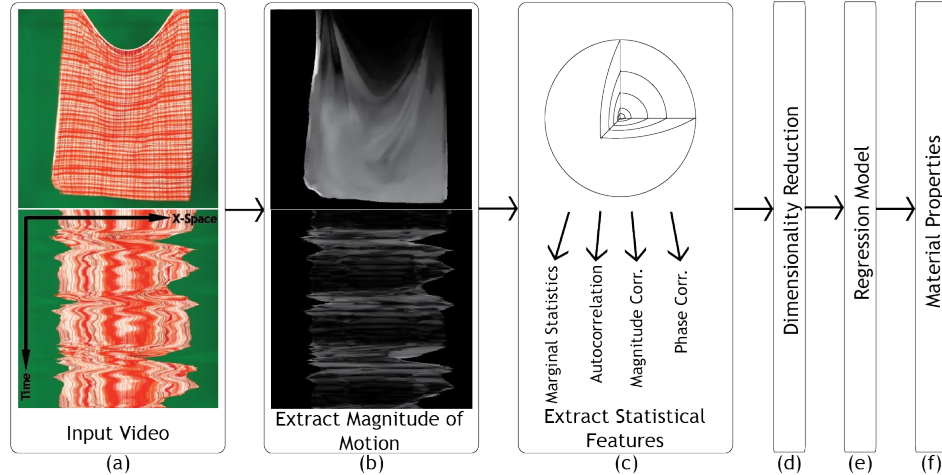 X-Space
Time
Input Video
(a)
Extract Magnitude of
Motion
(b)
Marginal Statistics
Autocorrelation
Magnitude Corr.
Phase Corr.
Extract Statistical
Features
(c)
Dimensionality Reduction
(d)
Regression Model
(e)
Material Properties
(f)